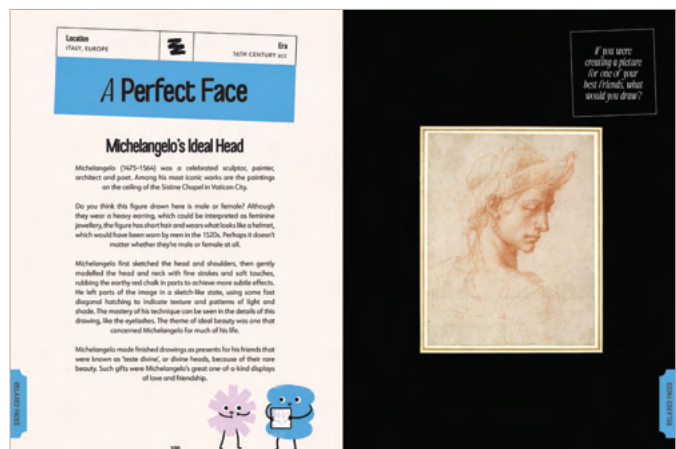 Location
ITALY, EUROPE
Era
16TH CENTURY BCE
A Perfect Face
Michelangelo's Ideal Head
Michelangelo (1475–1564) was a celebrated sculptor, painter,
architect and poet. Among his most iconic works are the paintings
on the ceiling of the Sistine Chapel in Vatican City.
Do you think this figure drawn here is male or female? Although
they wear a heavy earring, which could be interpreted as feminine
jewellery, the figure has short hair and wears what looks like a helmet,
which would have been worn by men in the 1520s. Perhaps it doesn't
matter whether they're male or female at all.
Michelangelo first sketched the head and shoulders, then gently
modelled the head and neck with fine strokes and soft touches,
rubbing the earthy red chalk in parts to achieve more subtle effects.
He left parts of the image in a sketch-like state, using some fast
diagonal hatching to indicate texture and patterns of light and
shade. The mastery of his technique can be seen in the details of this
drawing, like the eyelashes. The theme of ideal beauty was one that
concerned Michelangelo for much of his life.
Michelangelo made finished drawings as presents for his friends that
were known as 'teste divine', or divine heads, because of their rare
beauty. Such gifts were Michelangelo's great one-of-a-kind displays
of love and friendship.
RELAXED FACES
If you were
creating a picture
for one of your
best friends, what
would you draw?
RELAXED FACES